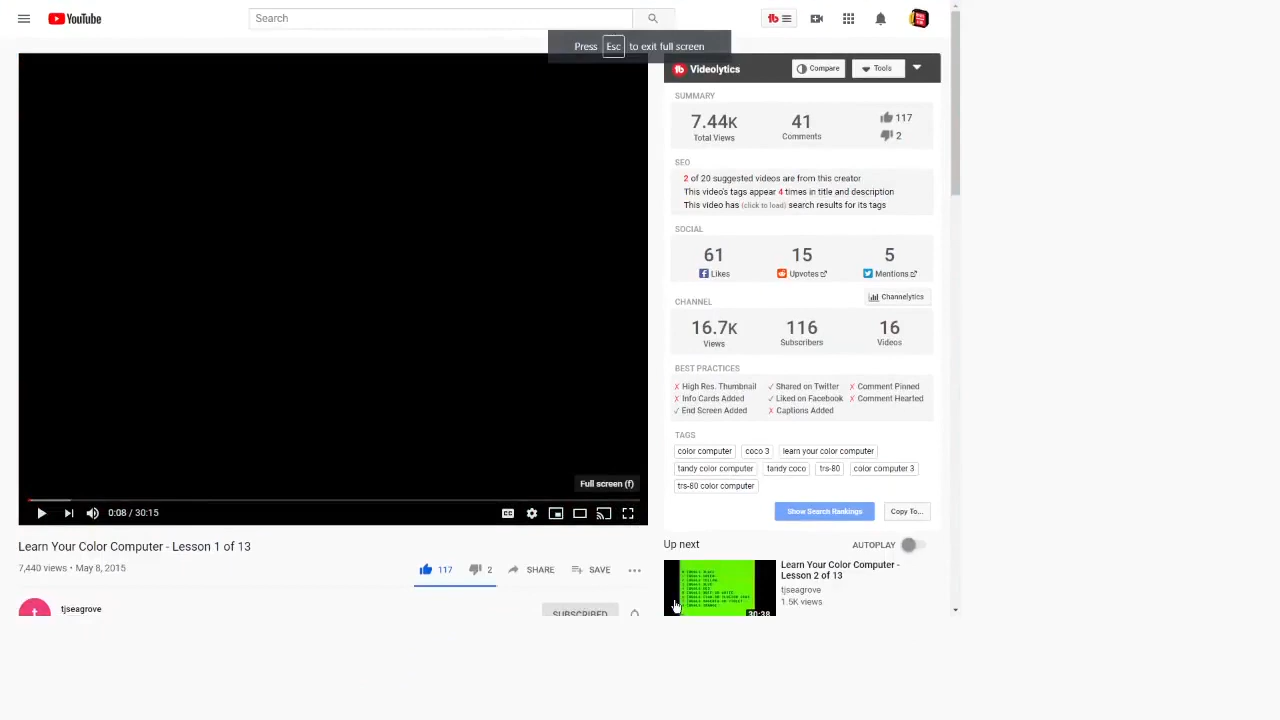 YouTube
Search
Press Esc to exit full screen
Videolytics
Compare
Tools
SUMMARY
7.44K
Total Views
41
Comments
117
2
SEO
2 of 20 suggested videos are from this creator
This video's tags appear 4 times in title and description
This video has (click to load) search results for its tags
SOCIAL
61
Likes
15
Upvotes
5
Mentions
Channelytics
CHANNEL
16.7K
Views
116
Subscribers
16
Videos
BEST PRACTICES
✗ High Res. Thumbnail ✓ Shared on Twitter ✗ Comment Pinned
✗ Info Cards Added ✓ Liked on Facebook ✗ Comment Hearted
✓ End Screen Added ✗ Captions Added
TAGS
color computer coco 3 learn your color computer
tandy color computer tandy coco trs-80 color computer 3
trs-80 color computer
Show Search Rankings
Copy To...
Full screen (f)
0:08 / 30:15
CC
Learn Your Color Computer - Lesson 1 of 13
7,440 views • May 8, 2015
117
2
SHARE
SAVE
t
tjseagrove
SUBSCRIBED
Up next
AUTOPLAY
30:38
Learn Your Color Computer -
Lesson 2 of 13
tjseagrove
1.5K views